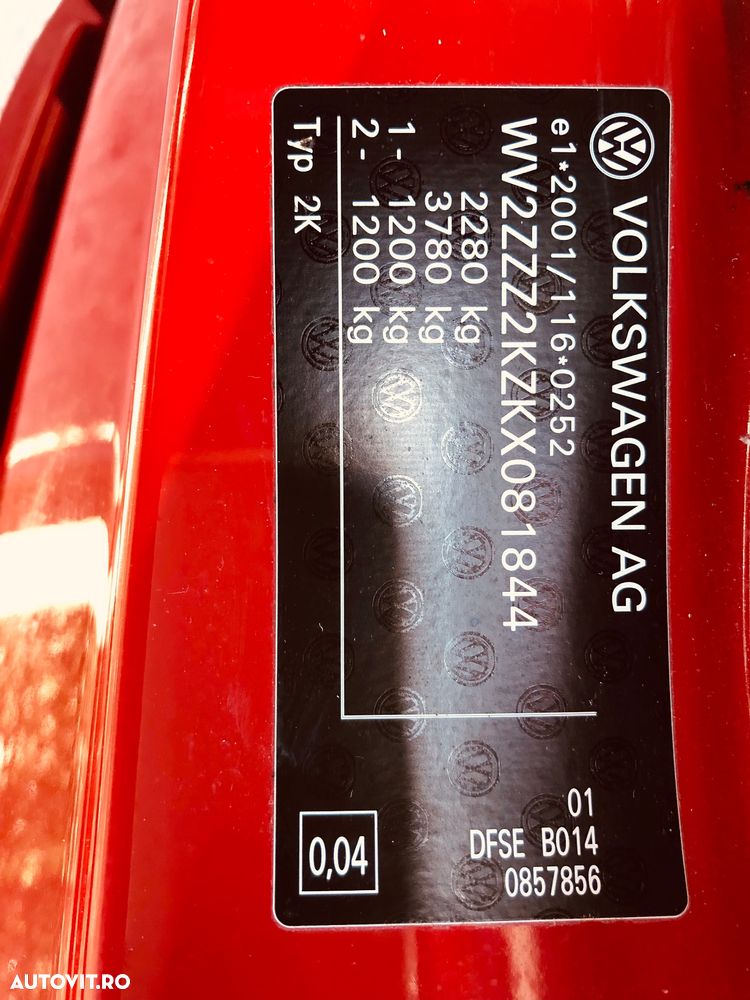 VOLKSWAGEN AG
e1*2001/116*0252
WV2ZZZ2KZKX081844
2280 kg
3780 kg
1- 1200 kg
2- 1200 kg
Typ 2K
01
DFSE B014
0857856
0,04
AUTOVIT.RO